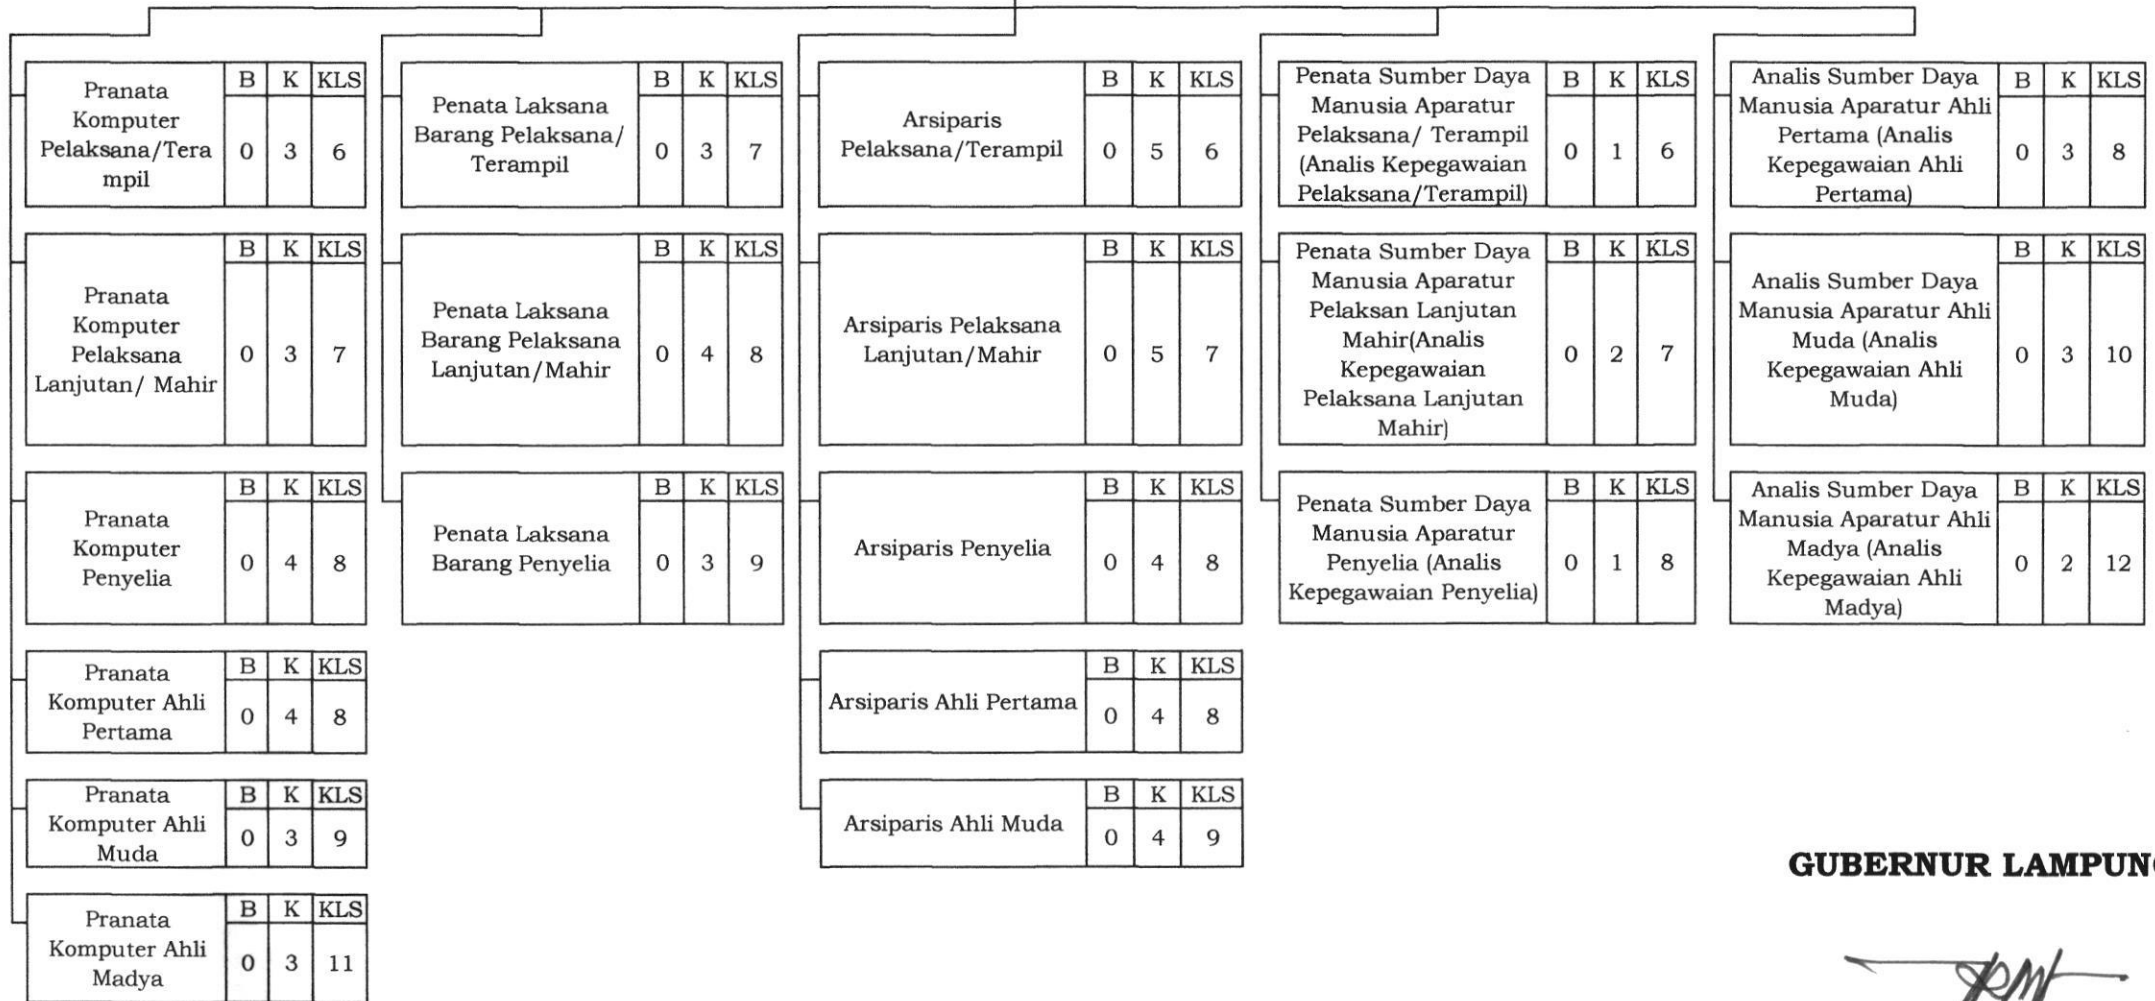 Pranata
Komputer
Pelaksana/Tera
mpil
B K KLS
0 3 6
Pranata
Komputer
Pelaksana
Lanjutan/ Mahir
B K KLS
0 3 7
Pranata
Komputer
Penyelia
B K KLS
0 4 8
Pranata
Komputer Ahli
Pertama
B K KLS
0 4 8
Pranata
Komputer Ahli
Muda
B K KLS
0 3 9
Pranata
Komputer Ahli
Madya
B K KLS
0 3 11
Penata Laksana
Barang Pelaksana/
Terampil
B K KLS
0 3 7
Penata Laksana
Barang Pelaksana
Lanjutan/Mahir
B K KLS
0 4 8
Penata Laksana
Barang Penyelia
B K KLS
0 3 9
Arsiparis
Pelaksana/Terampil
B K KLS
0 5 6
Arsiparis Pelaksana
Lanjutan/Mahir
B K KLS
0 5 7
Arsiparis Penyelia
B K KLS
0 4 8
Arsiparis Ahli Pertama
B K KLS
0 4 8
Arsiparis Ahli Muda
B K KLS
0 4 9
Penata Sumber Daya
Manusia Aparatur
Pelaksana/ Terampil
(Analis Kepegawaian
Pelaksana/Terampil)
B K KLS
0 1 6
Penata Sumber Daya
Manusia Aparatur
Pelaksan Lanjutan
Mahir(Analis
Kepegawaian
Pelaksana Lanjutan
Mahir)
B K KLS
0 2 7
Penata Sumber Daya
Manusia Aparatur
Penyelia (Analis
Kepegawaian Penyelia)
B K KLS
0 1 8
Analis Sumber Daya
Manusia Aparatur Ahli
Pertama (Analis
Kepegawaian Ahli
Pertama)
B K KLS
0 3 8
Analis Sumber Daya
Manusia Aparatur Ahli
Muda (Analis
Kepegawaian Ahli
Muda)
B K KLS
0 3 10
Analis Sumber Daya
Manusia Aparatur Ahli
Madya (Analis
Kepegawaian Ahli
Madya)
B K KLS
0 2 12
GUBERNUR LAMPUN